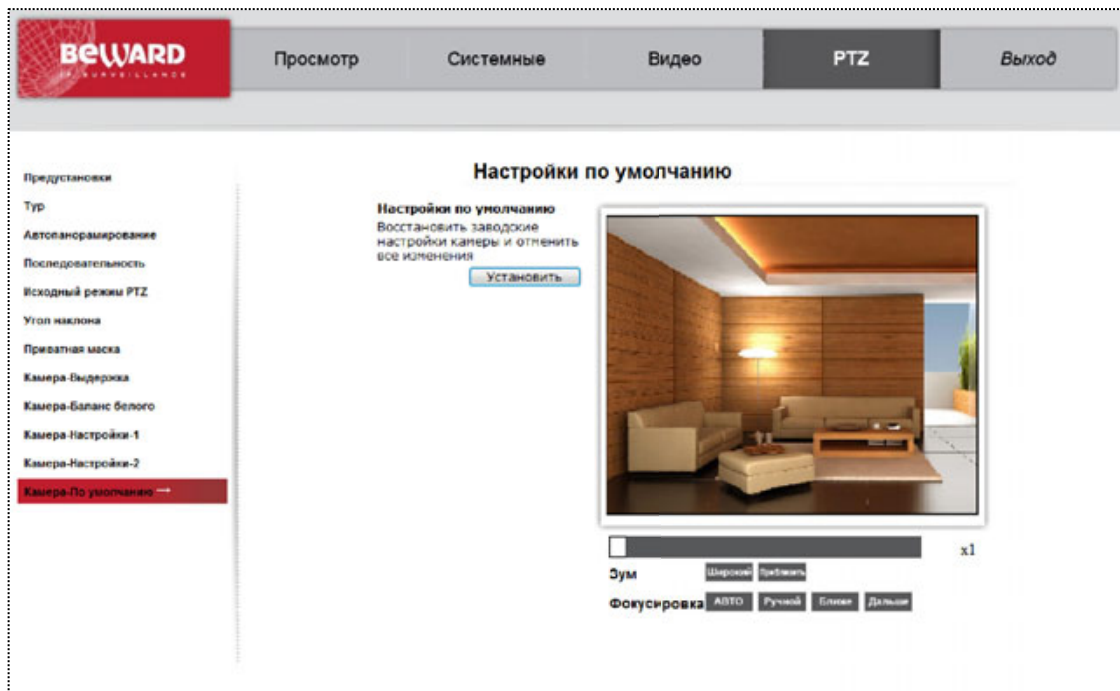 BEWARD
IP SURVEILLANCE
Просмотр
Системные
Видео
PTZ
Выход
Предустановки
Тур
Автопанорамирование
Последовательность
Исходный режим PTZ
Угол наклона
Приватная маска
Камера-Выдержка
Камера-Баланс белого
Камера-Настройки-1
Камера-Настройки-2
Камера-По умолчанию →
Настройки по умолчанию
Настройки по умолчанию
Восстановить заводские
настройки камеры и отменить
все изменения
Установить
x1
Зум
Широкий
Приблизить
Фокусировка
АВТО
Ручной
Ближе
Дальше